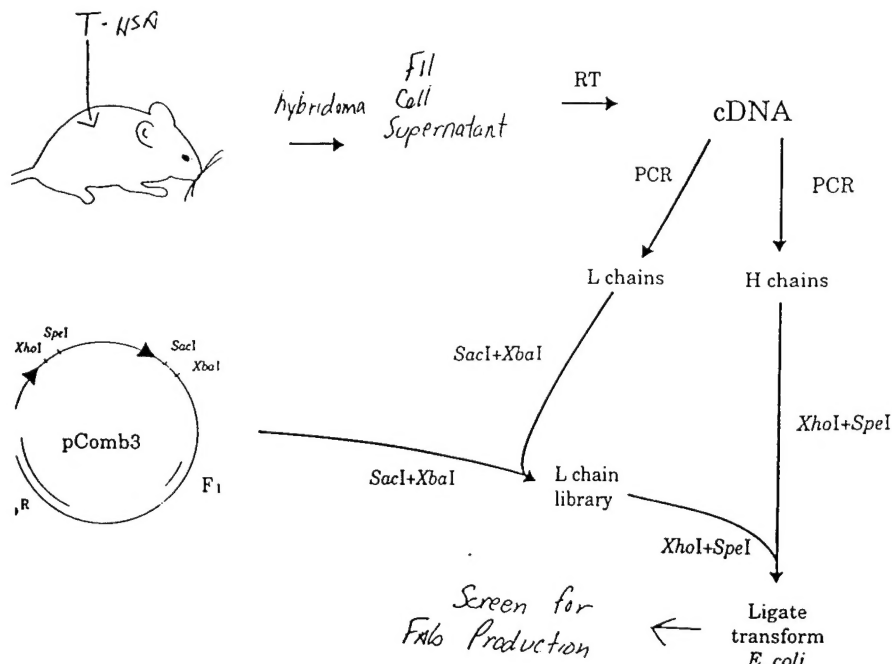 T-HSA
hybridoma
F11
Cell
Supernatant
RT
cDNA
PCR
PCR
L chains
H chains
XhoI
SpeI
SacI
XbaI
pComb3
R
F1
SacI+XbaI
SacI+XbaI
L chain
library
XhoI+SpeI
XhoI+SpeI
Ligate
transform
E. coli
Screen for
FAb Production